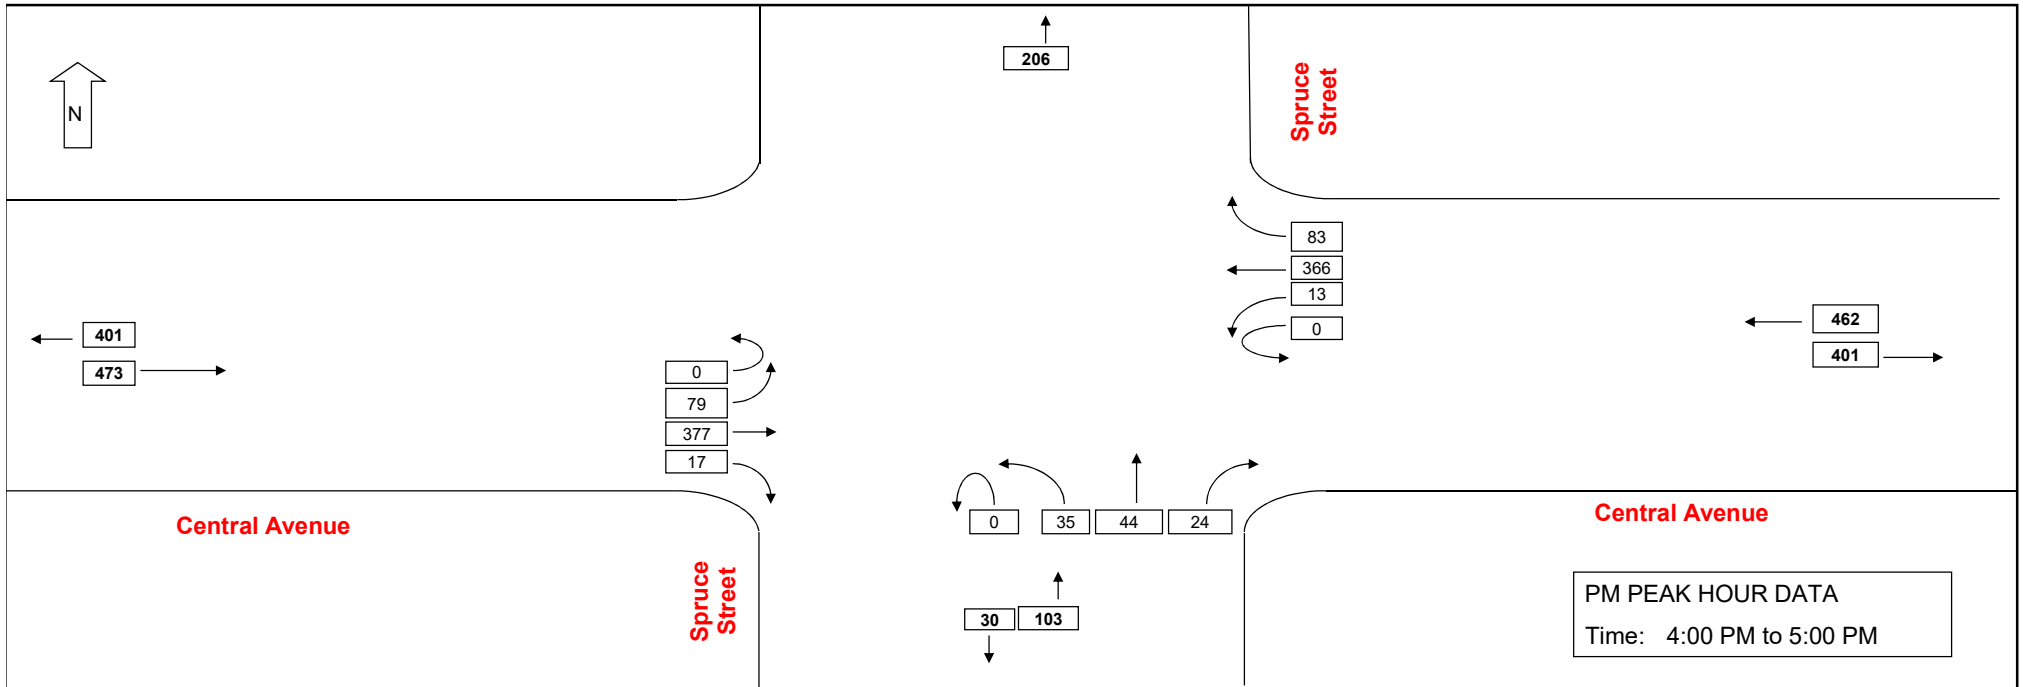 206
N
Spruce
Street
83
366
13
0
401
473
462
401
0
79
377
17
0 35 44 24
Central Avenue
Central Avenue
Spruce
Street
30 103
PM PEAK HOUR DATA
Time: 4:00 PM to 5:00 PM